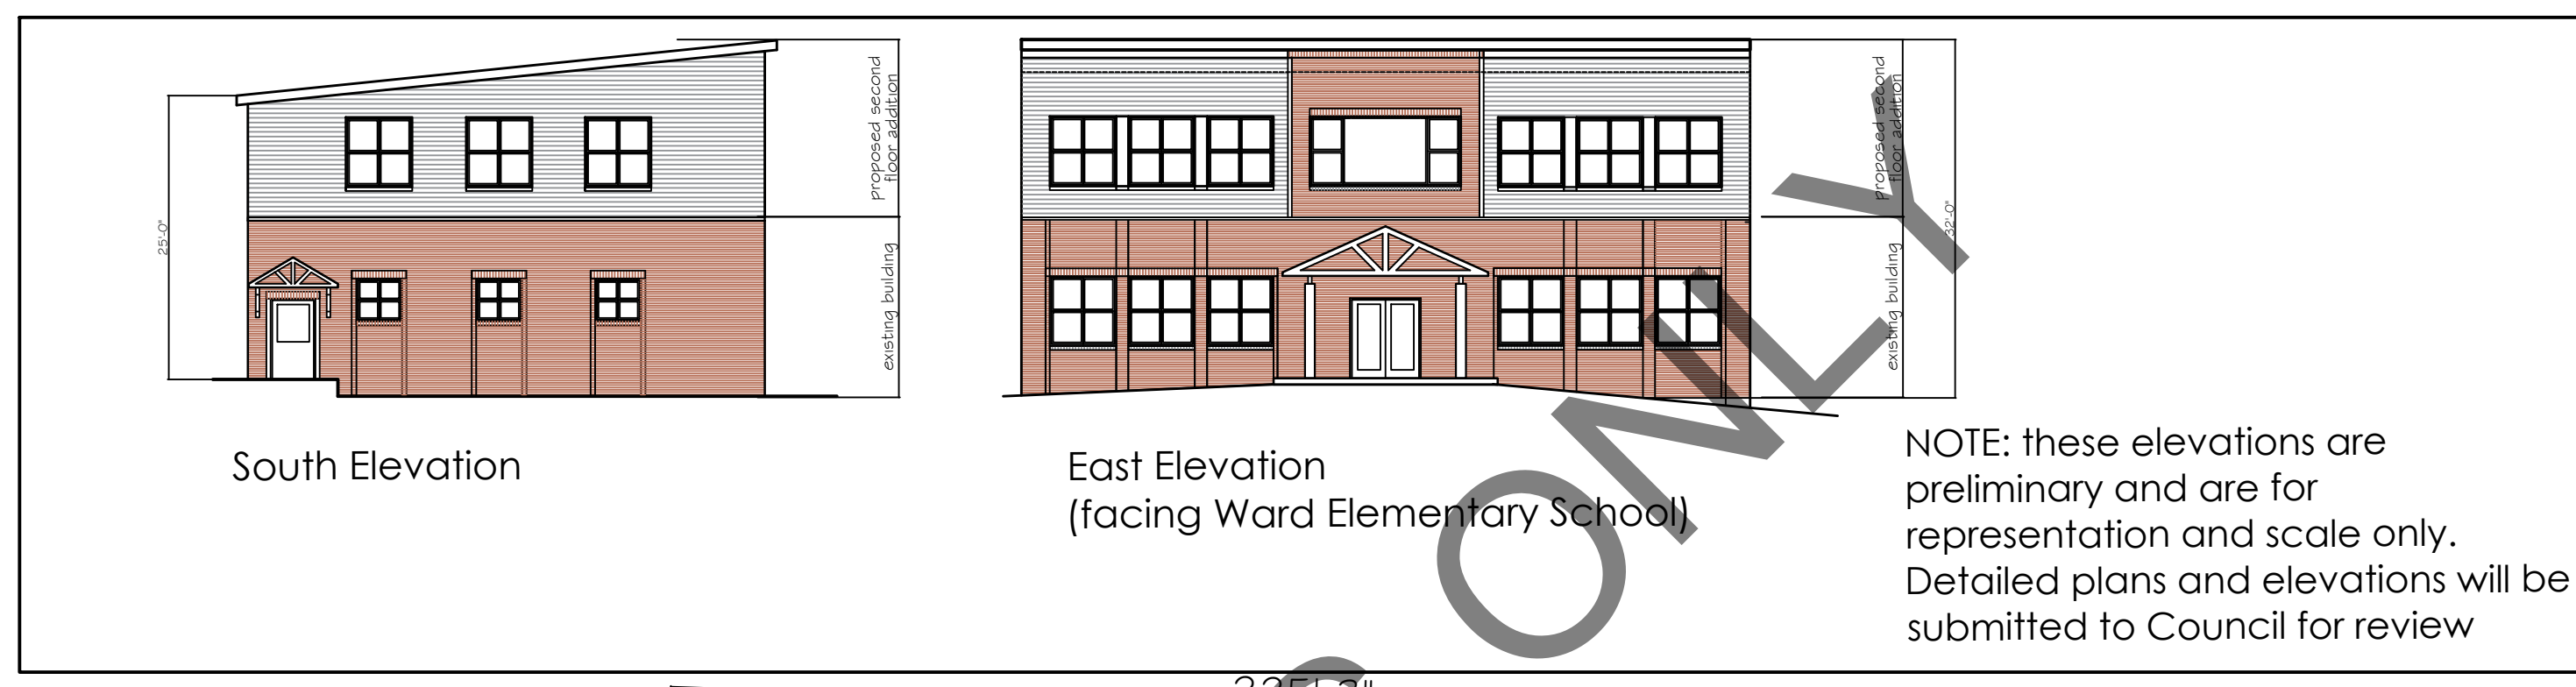 proposed second
floor addition
25'-0"
existing building
South Elevation
proposed second
floor addition
32'-0"
existing building
East Elevation
(facing Ward Elementary School)
NOTE: these elevations are
preliminary and are for
representation and scale only.
Detailed plans and elevations will be
submitted to Council for review
ONLY